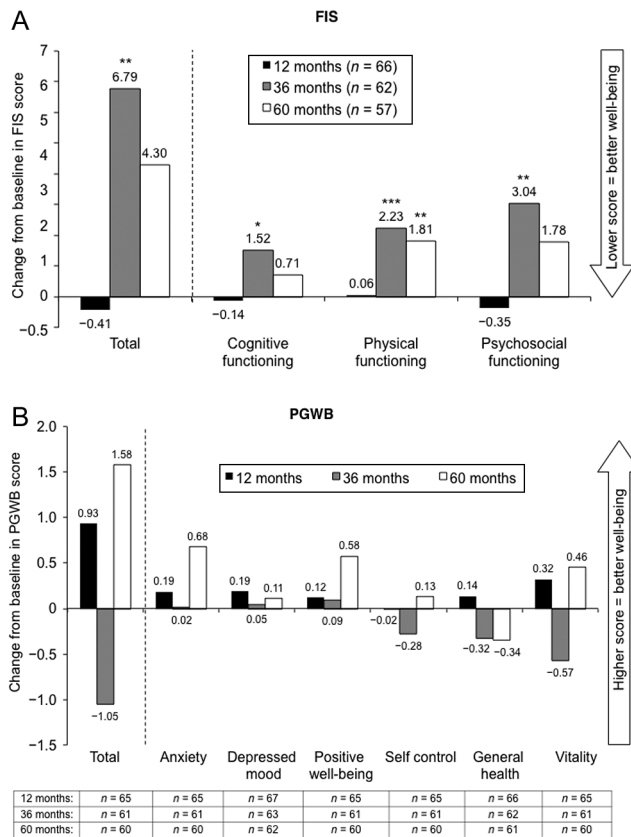 A
FIS
Change from baseline in FIS score
7
6
5
4
3
2
1
0
−0.5
12 months (n = 66)
36 months (n = 62)
60 months (n = 57)
** 6.79
4.30
−0.41
* 1.52
0.71
−0.14
*** 2.23
** 1.81
0.06
** 3.04
1.78
−0.35
Total
Cognitive functioning
Physical functioning
Psychosocial functioning
Lower score = better well-being
B
PGWB
Change from baseline in PGWB score
2.0
1.5
1.0
0.5
0
−0.5
−1.0
−1.5
12 months 36 months 60 months
0.93 −1.05 1.58
0.19 0.02 0.68
0.19 0.05 0.11
0.12 0.09 0.58
−0.02 −0.28 0.13
0.14 −0.32 −0.34
0.32 −0.57 0.46
Total Anxiety Depressed mood Positive well-being Self control General health Vitality
Higher score = better well-being
12 months: n = 65 n = 65 n = 67 n = 65 n = 65 n = 66 n = 65
36 months: n = 61 n = 61 n = 63 n = 61 n = 61 n = 62 n = 61
60 months: n = 60 n = 60 n = 62 n = 60 n = 60 n = 61 n = 60